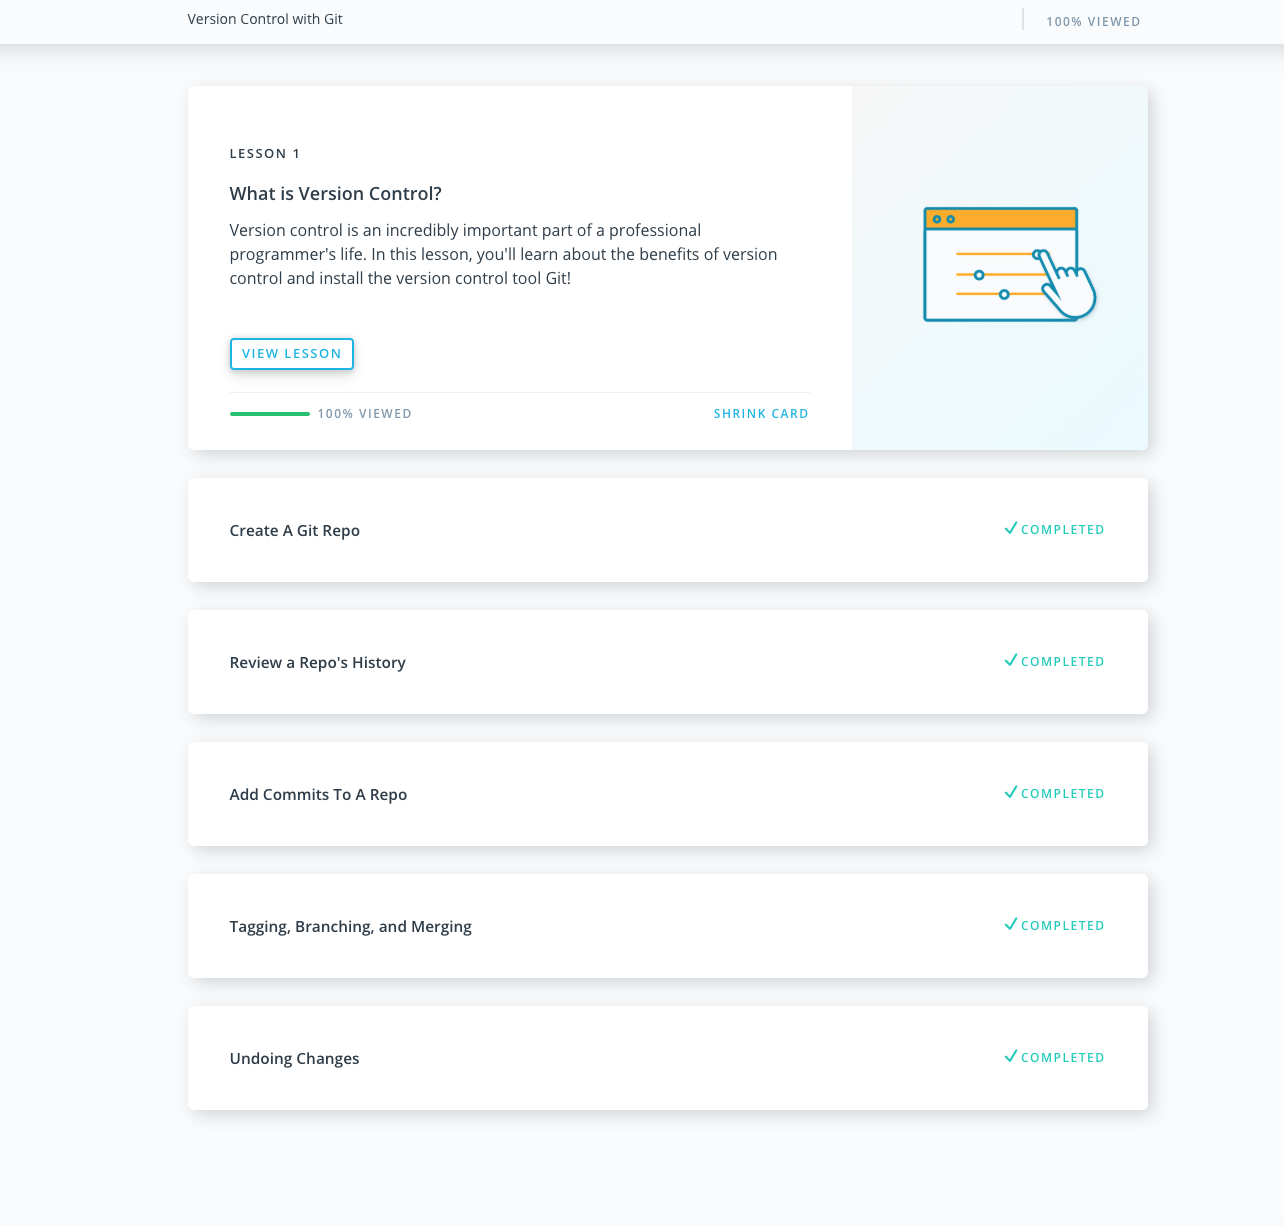 Version Control with Git
100% VIEWED
LESSON 1
What is Version Control?
Version control is an incredibly important part of a professional
programmer's life. In this lesson, you'll learn about the benefits of version
control and install the version control tool Git!
VIEW LESSON
100% VIEWED
SHRINK CARD
Create A Git Repo
COMPLETED
Review a Repo's History
COMPLETED
Add Commits To A Repo
COMPLETED
Tagging, Branching, and Merging
COMPLETED
Undoing Changes
COMPLETED